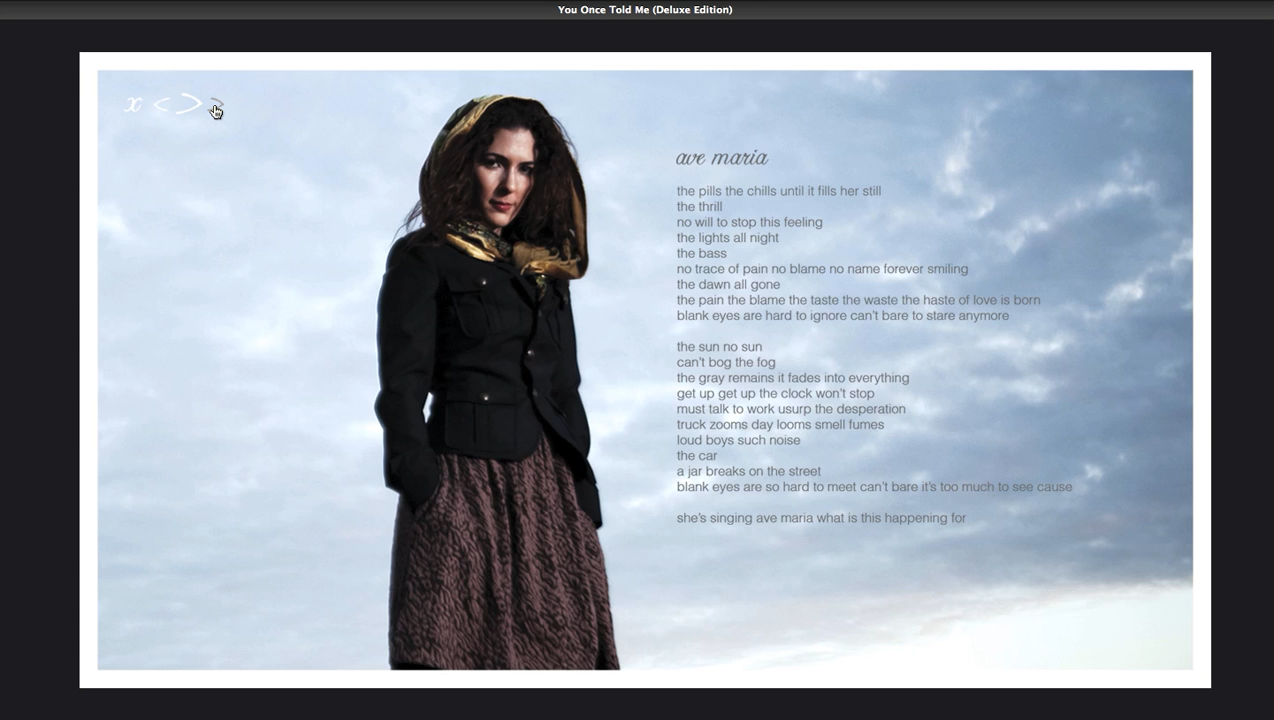 You Once Told Me (Deluxe Edition)
x < > >
ave maria
the pills the chills until it fills her still
the thrill
no will to stop this feeling
the lights all night
the bass
no trace of pain no blame no name forever smiling
the dawn all gone
the pain the blame the taste the waste the haste of love is born
blank eyes are hard to ignore can't bare to stare anymore
the sun no sun
can't bog the fog
the gray remains it fades into everything
get up get up the clock won't stop
must talk to work usurp the desperation
truck zooms day looms smell fumes
loud boys such noise
the car
a jar breaks on the street
blank eyes are so hard to meet can't bare it's too much to see cause
she's singing ave maria what is this happening for